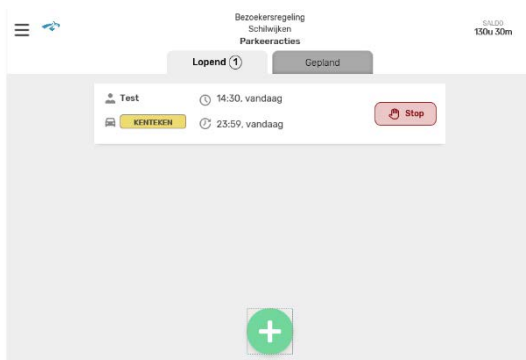 Bezoekersregeling
Schilwijken
Parkeeracties
SALDO
130u 30m
Lopend 1
Gepland
Test
14:30, vandaag
Stop
KENTEKEN
23:59, vandaag